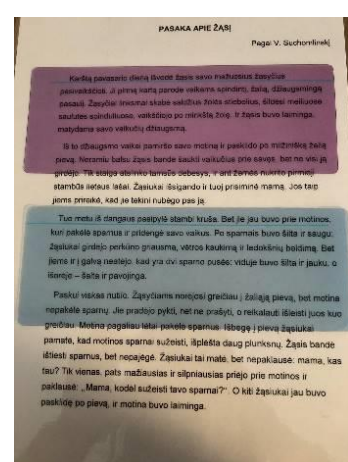 PASAKA APIE ŽĄSĮ
Pagal V. Suchomlinskį
Karštą pavasario dieną išvedė žąsis savo mažuosius žąsyčius
pasivaikščioti. Ji pirmą kartą parodė vaikams spindintį, žalią, džiaugsmingą
pasaulį. Žąsyčiai linksmai skabė vešlius žolės stiebelius, šildėsi meiliuose
saulutės spinduliuose, vaikščiojo po minkštą žolę. Ir žąsis buvo laiminga,
matydama savo vaikučių džiaugsmą.
Iš to džiaugsmo vaikai pamiršo savo motiną ir pasklido po milžinišką žalią
pievą. Neramiu balsu žąsis bandė šaukti vaikučius prie savęs, bet ne visi ją
girdėjo. Tik staiga atslinko tamsūs debesys, ir ant žemės nukrito pirmieji
stambūs lietaus lašai. Žąsiukai išsigando ir tuoj prisiminė mamą. Jos taip
jiems prireikė, kad jie tekini nubėgo pas ją.
Tuo metu iš dangaus pasipylė stambi kruša. Bet jie jau buvo prie motinos,
kuri pakėlė sparnus ir pridengė savo vaikus. Po sparnais buvo šilta ir saugu:
žąsiukai girdėjo perkūno griausmą, vėtros kaukimą ir ledokšnių beldimą. Bet
jiems ir į galvą neatėjo, kad yra dvi sparno pusės: viduje buvo šilta ir jauku, o
išorėje – šalta ir pavojinga.
Paskui viskas nutilo. Žąsyčiams norėjosi greičiau į žaliąją pievą, bet motina
nepakėlė sparnų. Jie pradėjo pykti, net ne prašyti, o reikalauti išleisti juos kuo
greičiau. Motina pagaliau lėtai pakėlė sparnus. Išbėgę į pievą žąsiukai
pamatė, kad motinos sparnai sužeisti, išplėšta daug plunksnų. Žąsis bandė
ištiesti sparnus, bet nepajėgė. Žąsiukai tai matė, bet nepaklausė: mama, kas
tau? Tik vienas, pats mažiausias ir silpniausias priėjo prie motinos ir
paklausė: „Mama, kodėl sužeisti tavo sparnai?“. O kiti žąsiukai jau buvo
pasklidę po pievą, ir motina buvo laiminga.